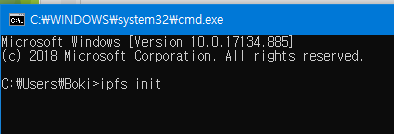 C:₩WINDOWS₩system32₩cmd.exe
Microsoft Windows [Version 10.0.17134.885]
(c) 2018 Microsoft Corporation. All rights reserved.
C:₩Users₩Boki>ipfs init